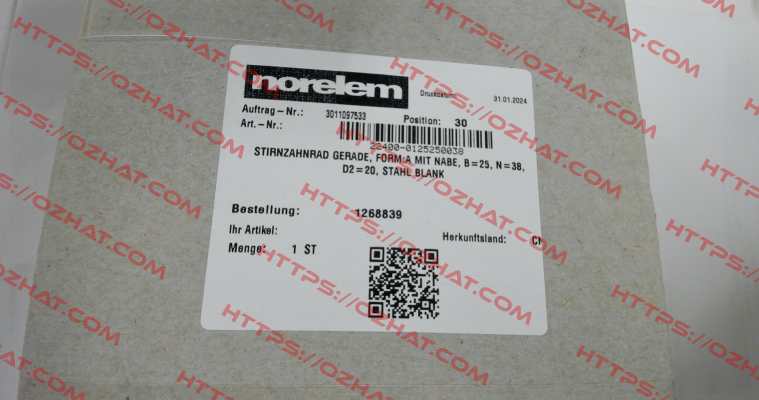 norelem
Druckdatum: 31.01.2024
Auftrag-Nr.: 3011097533 Position: 30
Art.-Nr.:
22400-0125250038
STIRNZAHNRAD GERADE, FORM:A MIT NABE, B=25, N=38,
D2=20, STAHL BLANK
Bestellung: 1268839
Ihr Artikel:
Herkunftsland:
Menge: 1 ST
HTTPS://OZHAT.COM